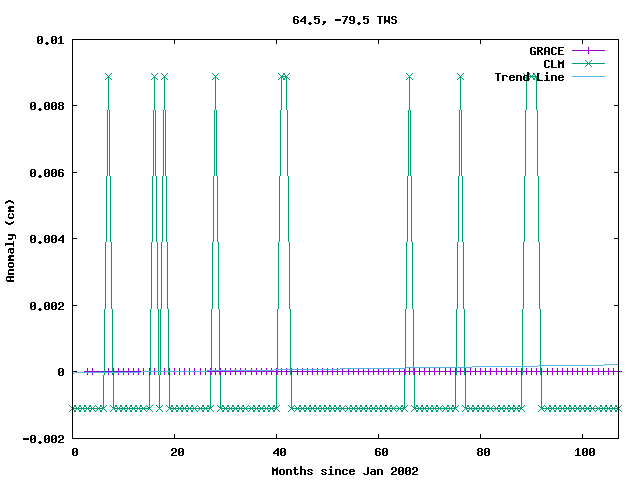 64.5, -79.5 TWS
GRACE
CLM
Trend Line
0.01
0.008
0.006
0.004
0.002
0
-0.002
Anomaly (cm)
0 20 40 60 80 100
Months since Jan 2002